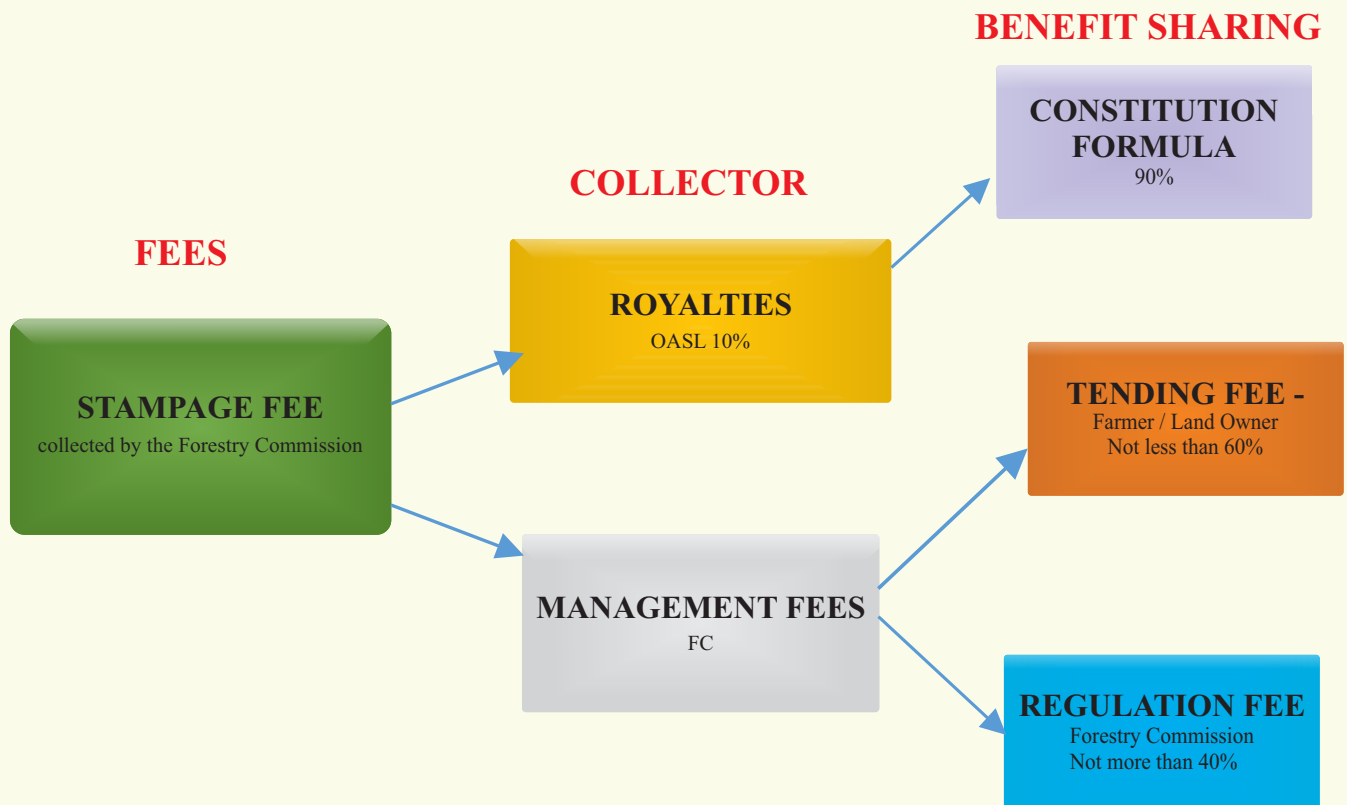 BENEFIT SHARING
CONSTITUTION
FORMULA
90%
COLLECTOR
FEES
ROYALTIES
OASL 10%
STAMPAGE FEE
collected by the Forestry Commission
TENDING FEE -
Farmer / Land Owner
Not less than 60%
MANAGEMENT FEES
FC
REGULATION FEE
Forestry Commission
Not more than 40%